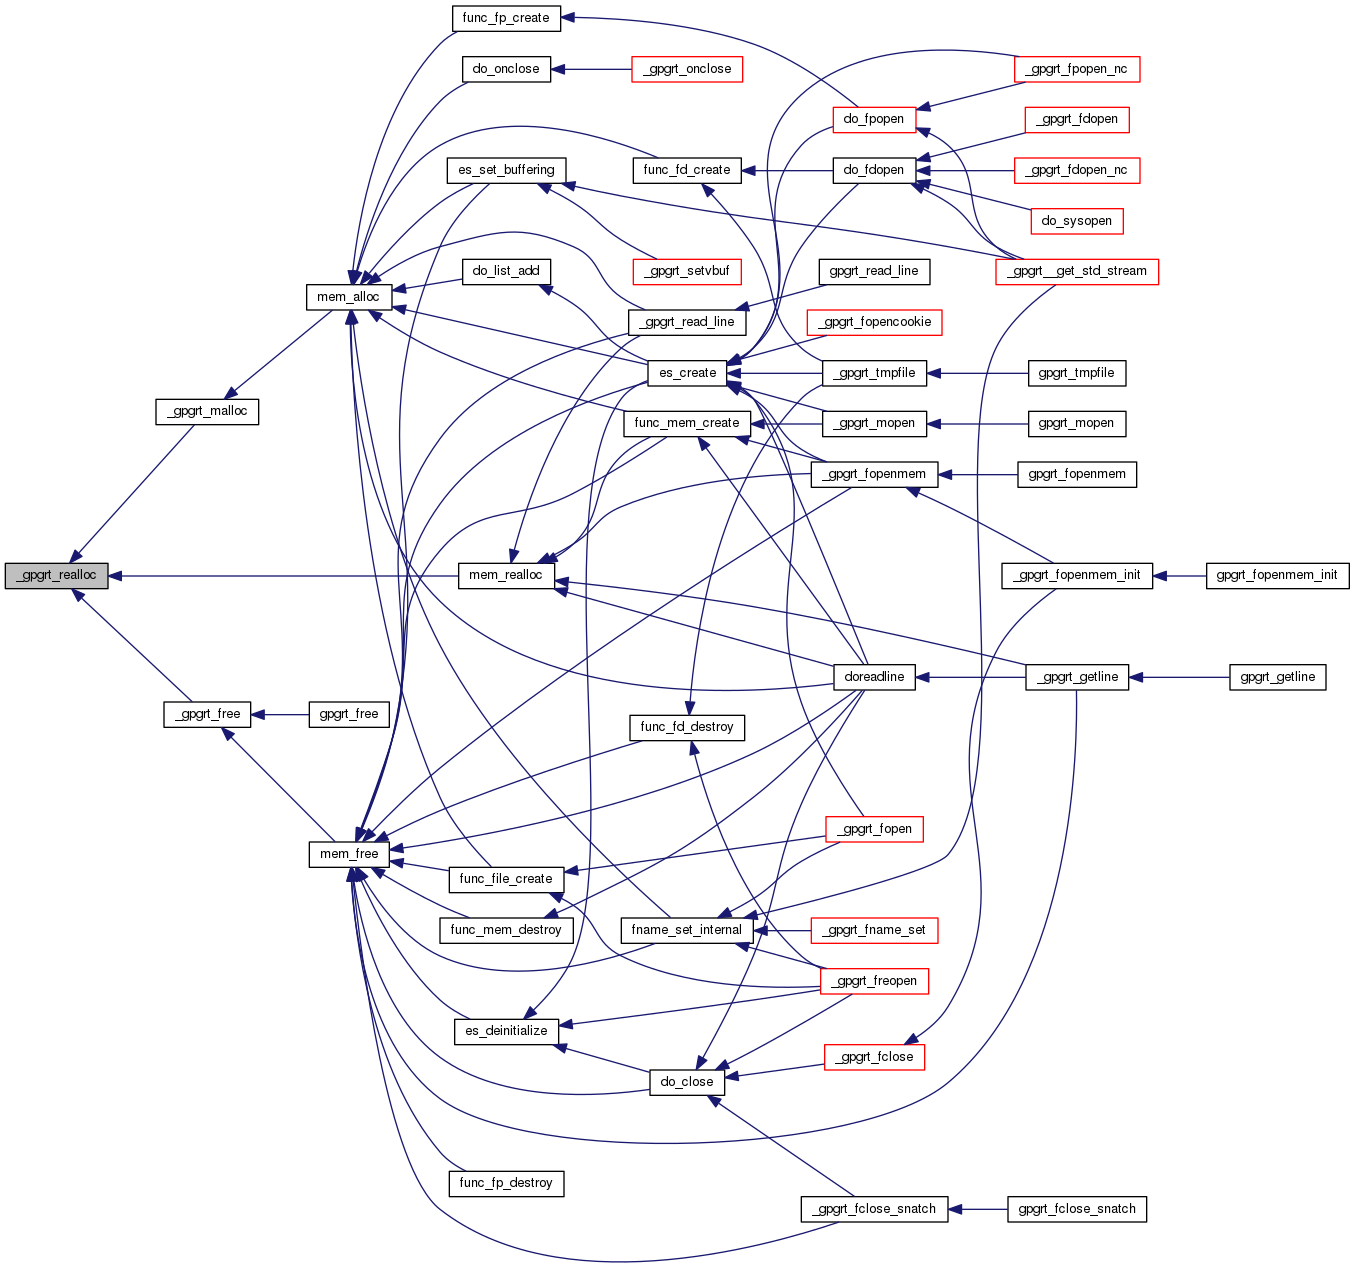 func_fp_create
do_onclose
_gpgrt_onclose
_gpgrt_fpopen_nc
do_fpopen
_gpgrt_fdopen
es_set_buffering
func_fd_create
do_fdopen
_gpgrt_fdopen_nc
do_sysopen
do_list_add
_gpgrt_setvbuf
gpgrt_read_line
_gpgrt__get_std_stream
mem_alloc
_gpgrt_read_line
_gpgrt_fopencookie
es_create
_gpgrt_tmpfile
gpgrt_tmpfile
_gpgrt_malloc
func_mem_create
_gpgrt_mopen
gpgrt_mopen
_gpgrt_fopenmem
gpgrt_fopenmem
_gpgrt_realloc
mem_realloc
_gpgrt_fopenmem_init
gpgrt_fopenmem_init
doreadline
_gpgrt_getline
gpgrt_getline
_gpgrt_free
gpgrt_free
func_fd_destroy
_gpgrt_fopen
mem_free
func_file_create
func_mem_destroy
fname_set_internal
_gpgrt_fname_set
_gpgrt_freopen
es_deinitialize
_gpgrt_fclose
do_close
func_fp_destroy
_gpgrt_fclose_snatch
gpgrt_fclose_snatch